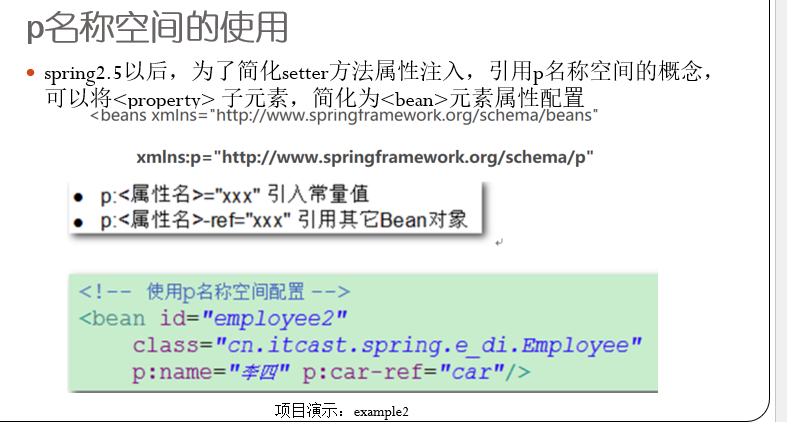 p名称空间的使用
spring2.5以后，为了简化setter方法属性注入，引用p名称空间的概念，
可以将<property> 子元素，简化为<bean>元素属性配置
<beans xmlns="http://www.springframework.org/schema/beans"
xmlns:p="http://www.springframework.org/schema/p"
p:<属性名>="xxx" 引入常量值
p:<属性名>-ref="xxx" 引用其它Bean对象
<!-- 使用p名称空间配置 -->
<bean id="employee2"
class="cn.itcast.spring.e_di.Employee"
p:name="李四" p:car-ref="car"/>
项目演示：example2